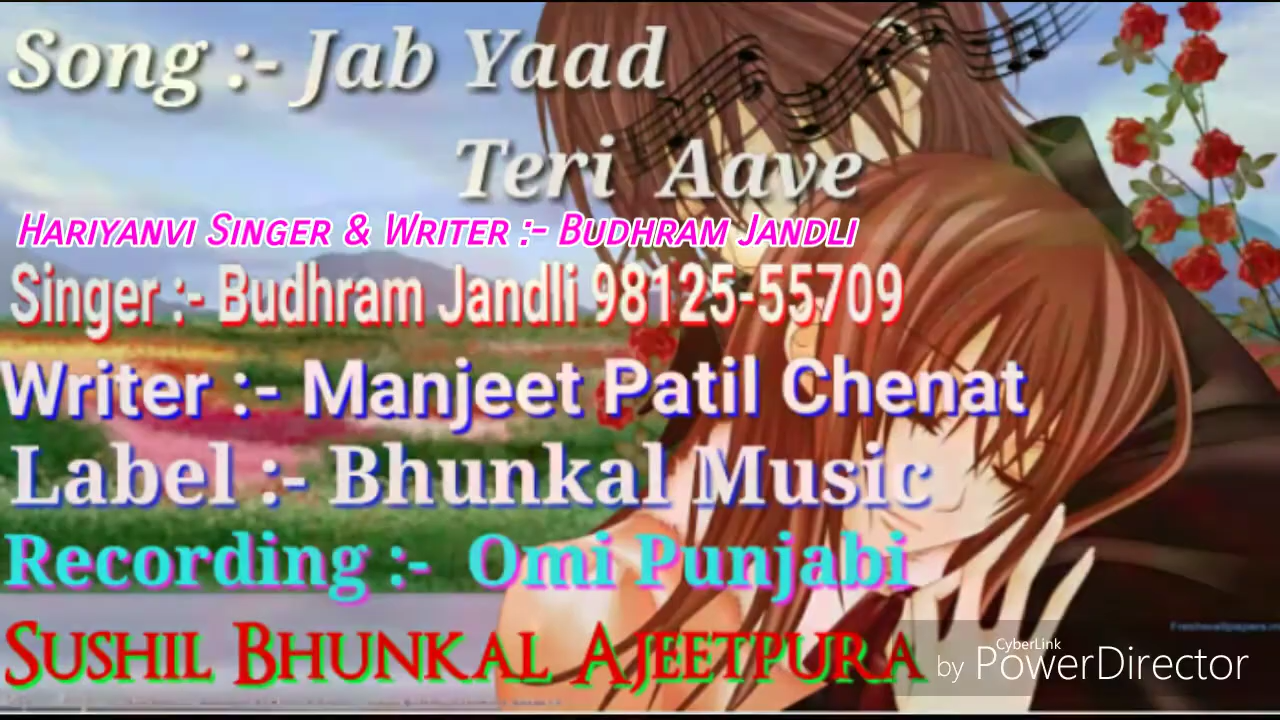 Song :- Jab Yaad
Teri Aave
Hariyanvi Singer & Writer :- Budhram Jandli
Singer :- Budhram Jandli 98125-55709
Writer :- Manjeet Patil Chenat
Label :- Bhunkal Music
Recording :- Omi Punjabi
Sushil Bhunkal Ajeetpura
CyberLink
by PowerDirector